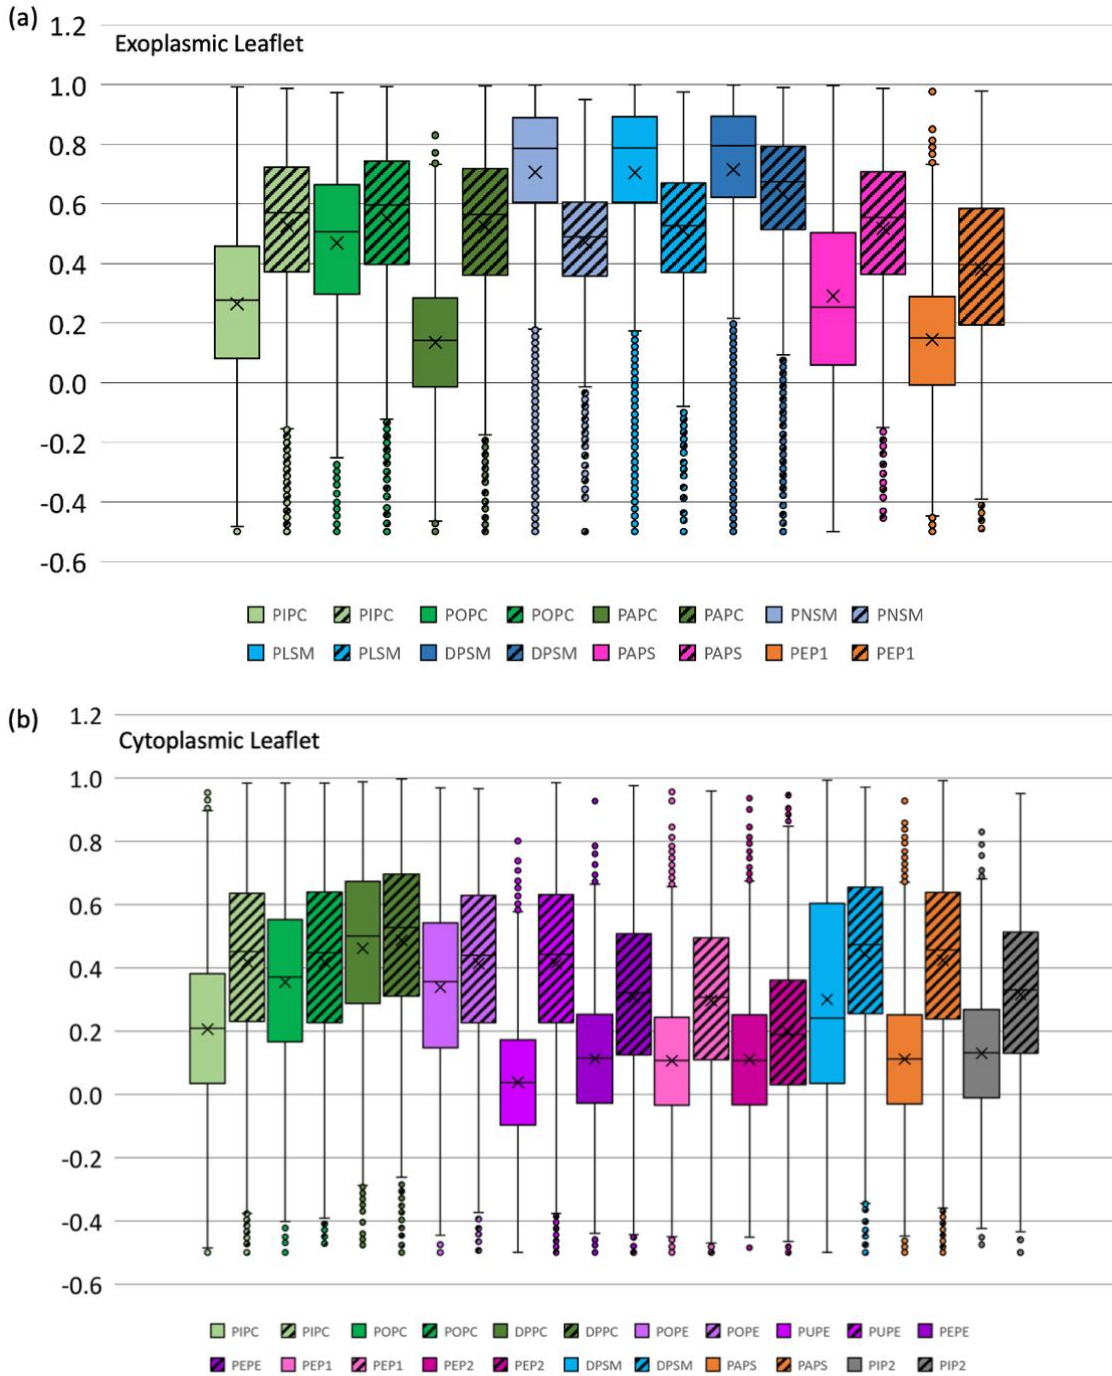 (a)
1.2
Exoplasmic Leaflet
1.0
0.8
0.6
0.4
0.2
0.0
-0.2
-0.4
-0.6
PIPC PIPC POPC POPC PAPC PAPC PNSM PNSM
PLSM PLSM DPSM DPSM PAPS PAPS PEP1 PEP1
(b)
1.2
Cytoplasmic Leaflet
1.0
0.8
0.6
0.4
0.2
0.0
-0.2
-0.4
-0.6
PIPC PIPC POPC POPC DPPC DPPC POPE POPE PUPE PUPE PEPE
PEPE PEP1 PEP1 PEP2 PEP2 DPSM DPSM PAPS PAPS PIP2 PIP2